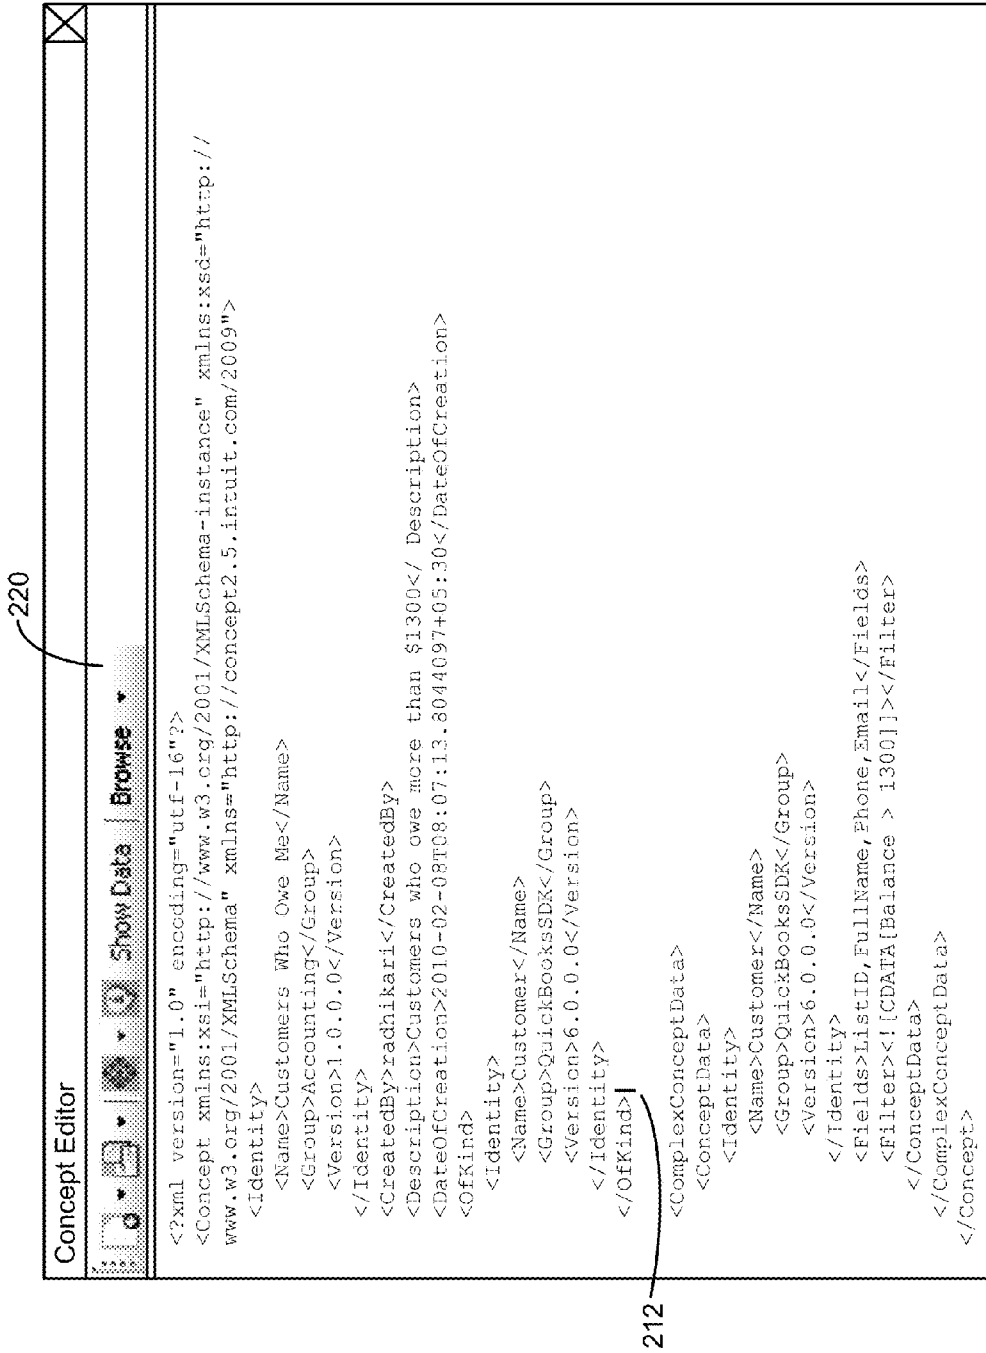 220
Concept Editor
Show Data Browse
<?xml version="1.0" encoding="utf-16"?>
<Concept xmlns:xsi="http://www.w3.org/2001/XMLSchema-instance" xmlns:xsd="http://
www.w3.org/2001/XMLSchema" xmlns="http://concept2.5.intuit.com/2009">
<Identity>
<Name>Customers Who Owe Me</Name>
<Group>Accounting</Group>
<Version>1.0.0.0</Version>
</Identity>
<CreatedBy>radhikari</CreatedBy>
<Description>Customers who owe more than $1300</ Description>
<DateOfCreation>2010-02-08T08:07:13.8044097+05:30</DateOfCreation>
<OfKind>
<Identity>
<Name>Customer</Name>
<Group>QuickBooksSDK</Group>
<Version>6.0.0.0</Version>
</Identity>
</OfKind>
212
<ComplexConceptData>
<ConceptData>
<Identity>
<Name>Customer</Name>
<Group>QuickBooksSDK</Group>
<Version>6.0.0.0</Version>
</Identity>
<Fields>ListID,FullName,Phone,Email</Fields>
<Filter><![CDATA[Balance > 1300]]></Filter>
</ConceptData>
</ComplexConceptData>
</Concept>